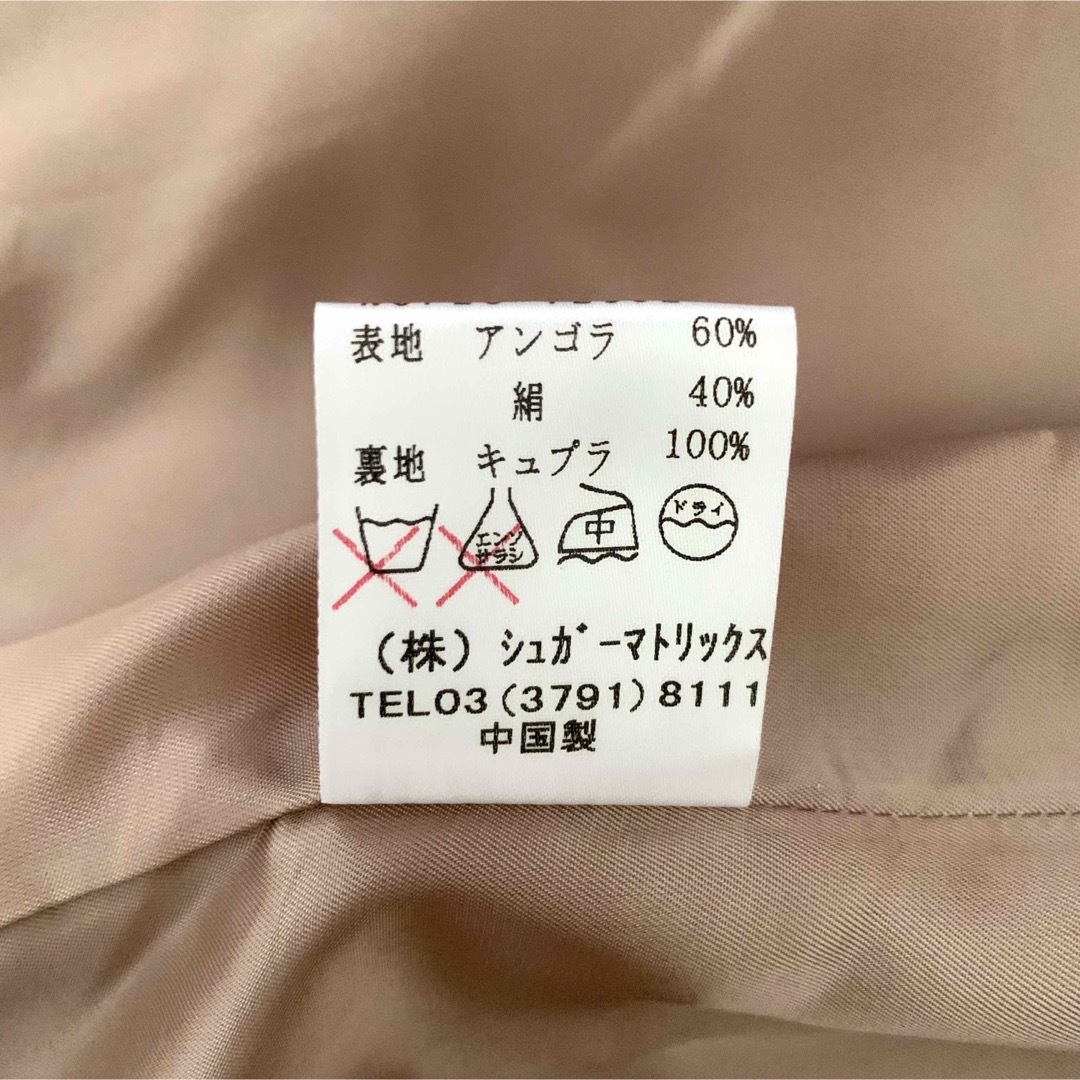 表地 アンゴラ 60%
絹 40%
裏地 キュプラ 100%
エンソ サラシ 中 ドライ
(株) シュガーマトリックス
TEL03(3791)8111
中国製